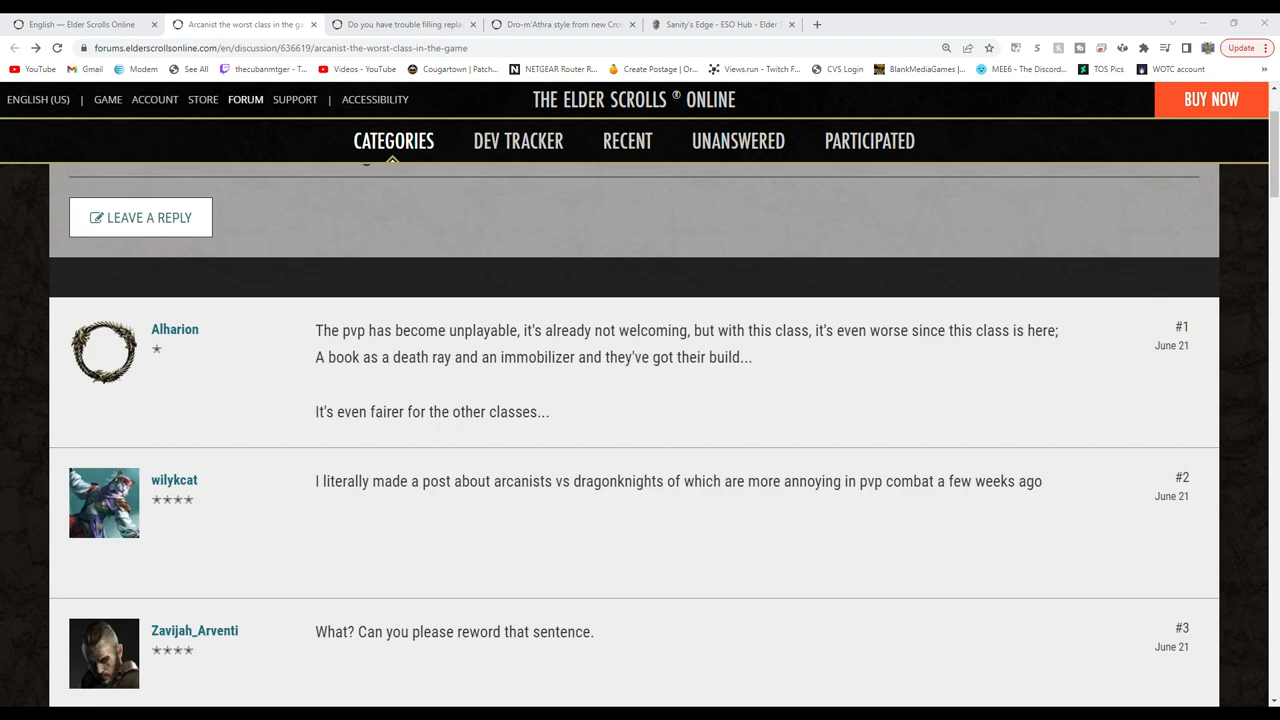 English — Elder Scrolls Online
Arcanist the worst class in the ga
Do you have trouble filling repla
Dro-m'Athra style from new Cro
Sanity's Edge - ESO Hub - Elder S
forums.elderscrollsonline.com/en/discussion/636619/arcanist-the-worst-class-in-the-game
Update
YouTube
Gmail
Modem
See All
thecubanmtger - T...
Videos - YouTube
Cougartown | Patch...
NETGEAR Router R...
Create Postage | Or...
Views.run - Twitch F...
CVS Login
BlankMediaGames |...
MEE6 - The Discord...
TOS Pics
WOTC account
»
ENGLISH (US) | GAME ACCOUNT STORE FORUM SUPPORT | ACCESSIBILITY
THE ELDER SCROLLS ® ONLINE
BUY NOW
CATEGORIES DEV TRACKER RECENT UNANSWERED PARTICIPATED
LEAVE A REPLY
Alharion
The pvp has become unplayable, it's already not welcoming, but with this class, it's even worse since this class is here;
A book as a death ray and an immobilizer and they've got their build...
It's even fairer for the other classes...
#1
June 21
wilykcat
I literally made a post about arcanists vs dragonknights of which are more annoying in pvp combat a few weeks ago
#2
June 21
Zavijah_Arventi
What? Can you please reword that sentence.
#3
June 21